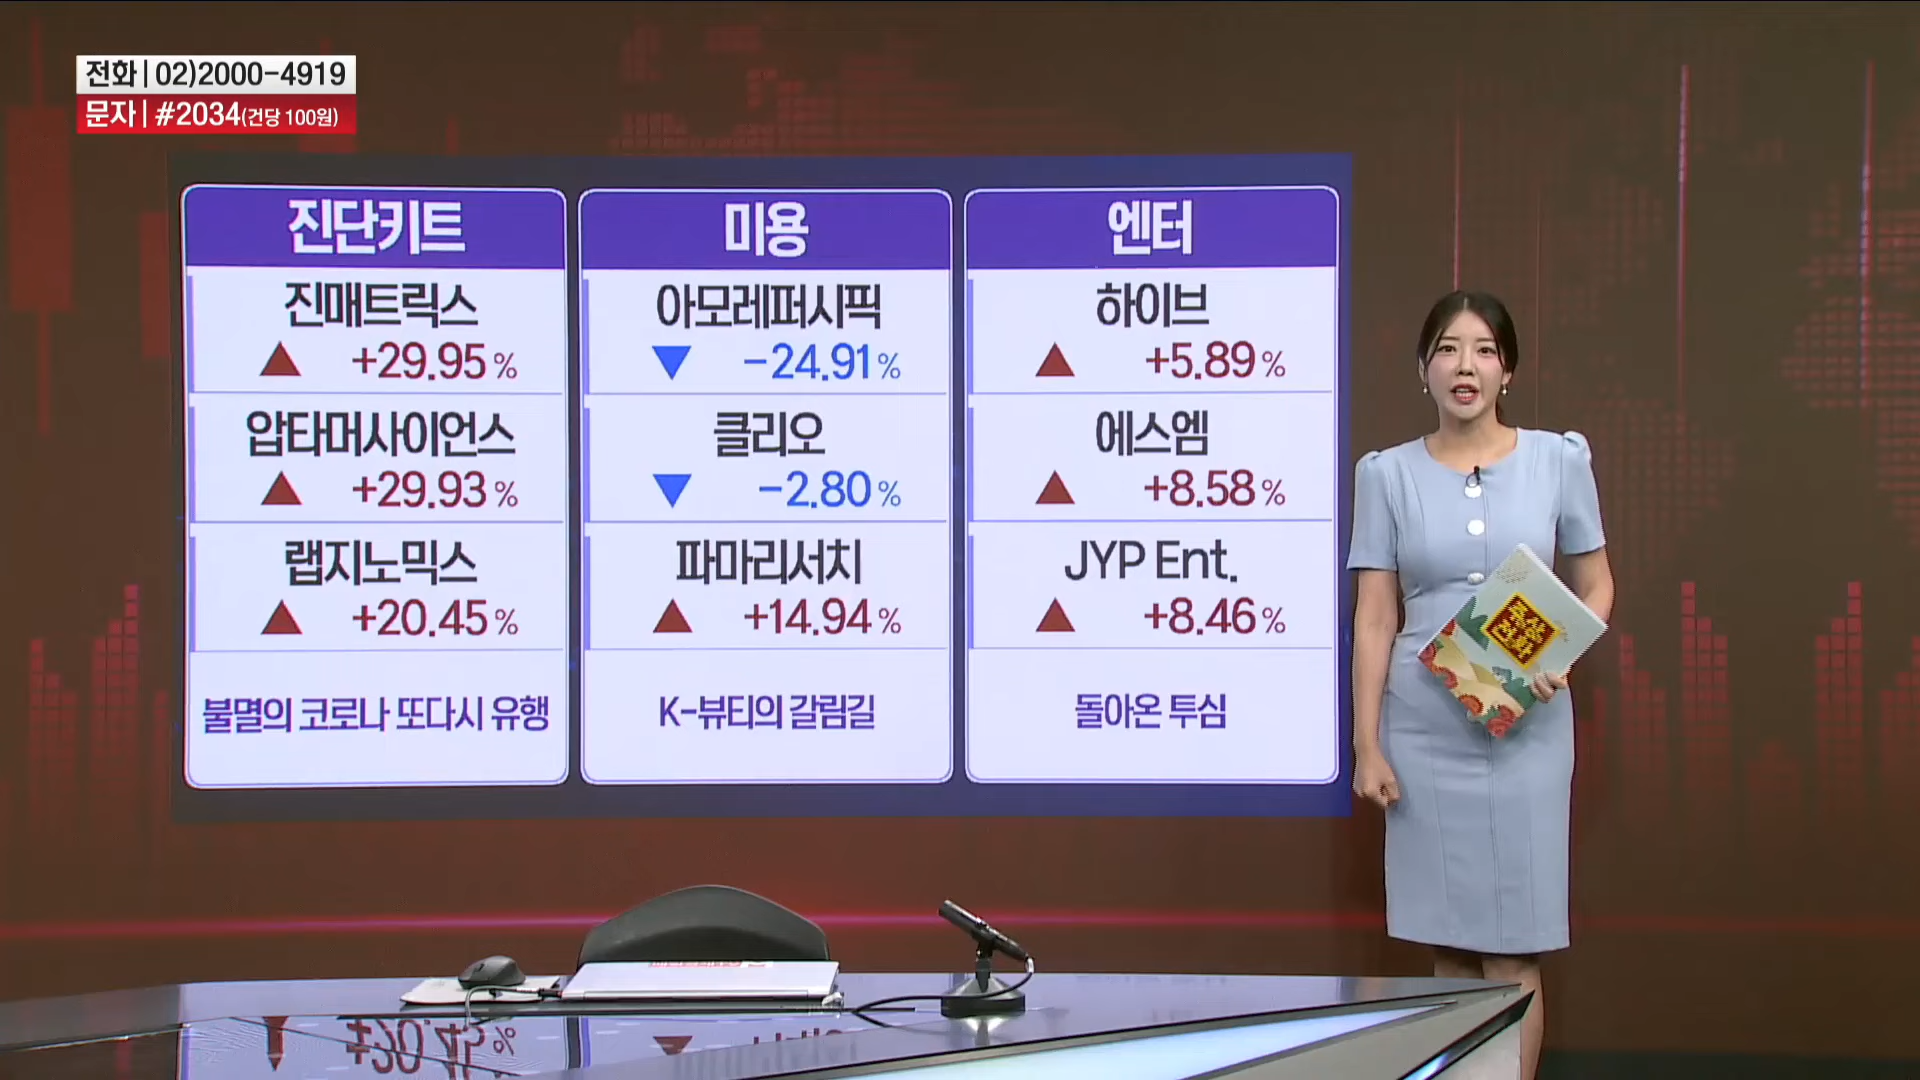 전화 | 02)2000-4919
문자 | #2034(건당 100원)
진단키트
진매트릭스
▲ +29.95%
압타머사이언스
▲ +29.93%
랩지노믹스
▲ +20.45%
불멸의 코로나 또다시 유행
미용
아모레퍼시픽
▼ -24.91%
클리오
▼ -2.80%
파마리서치
▲ +14.94%
K-뷰티의 갈림길
엔터
하이브
▲ +5.89%
에스엠
▲ +8.58%
JYP Ent.
▲ +8.46%
돌아온 투심